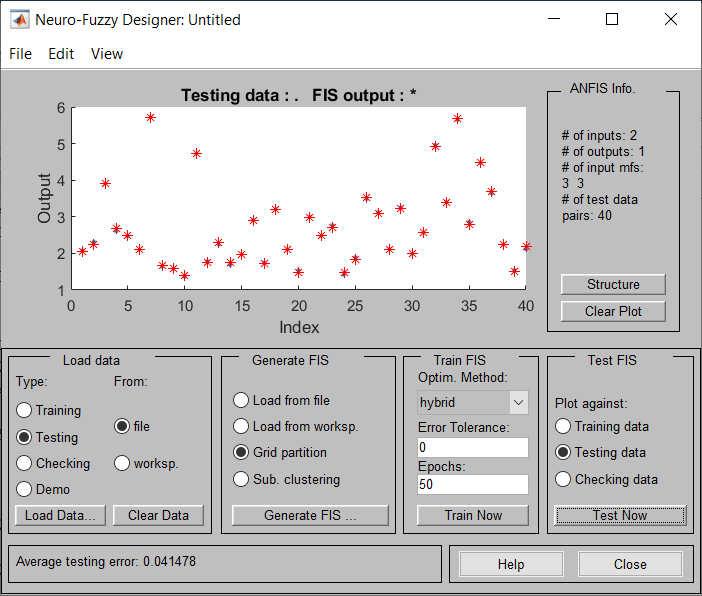 Neuro-Fuzzy Designer: Untitled
File Edit View
Testing data : . FIS output : *
6
5
4
3
2
1
Output
0 5 10 15 20 25 30 35 40
Index
ANFIS Info.
# of inputs: 2
# of outputs: 1
# of input mfs:
3 3
# of test data
pairs: 40
Structure
Clear Plot
Load data
Type: From:
Training
Testing
Checking
Demo
file
worksp.
Load Data... Clear Data
Generate FIS
Load from file
Load from worksp.
Grid partition
Sub. clustering
Generate FIS ...
Train FIS
Optim. Method:
hybrid
Error Tolerance:
0
Epochs:
50
Train Now
Test FIS
Plot against:
Training data
Testing data
Checking data
Test Now
Average testing error: 0.041478
Help Close